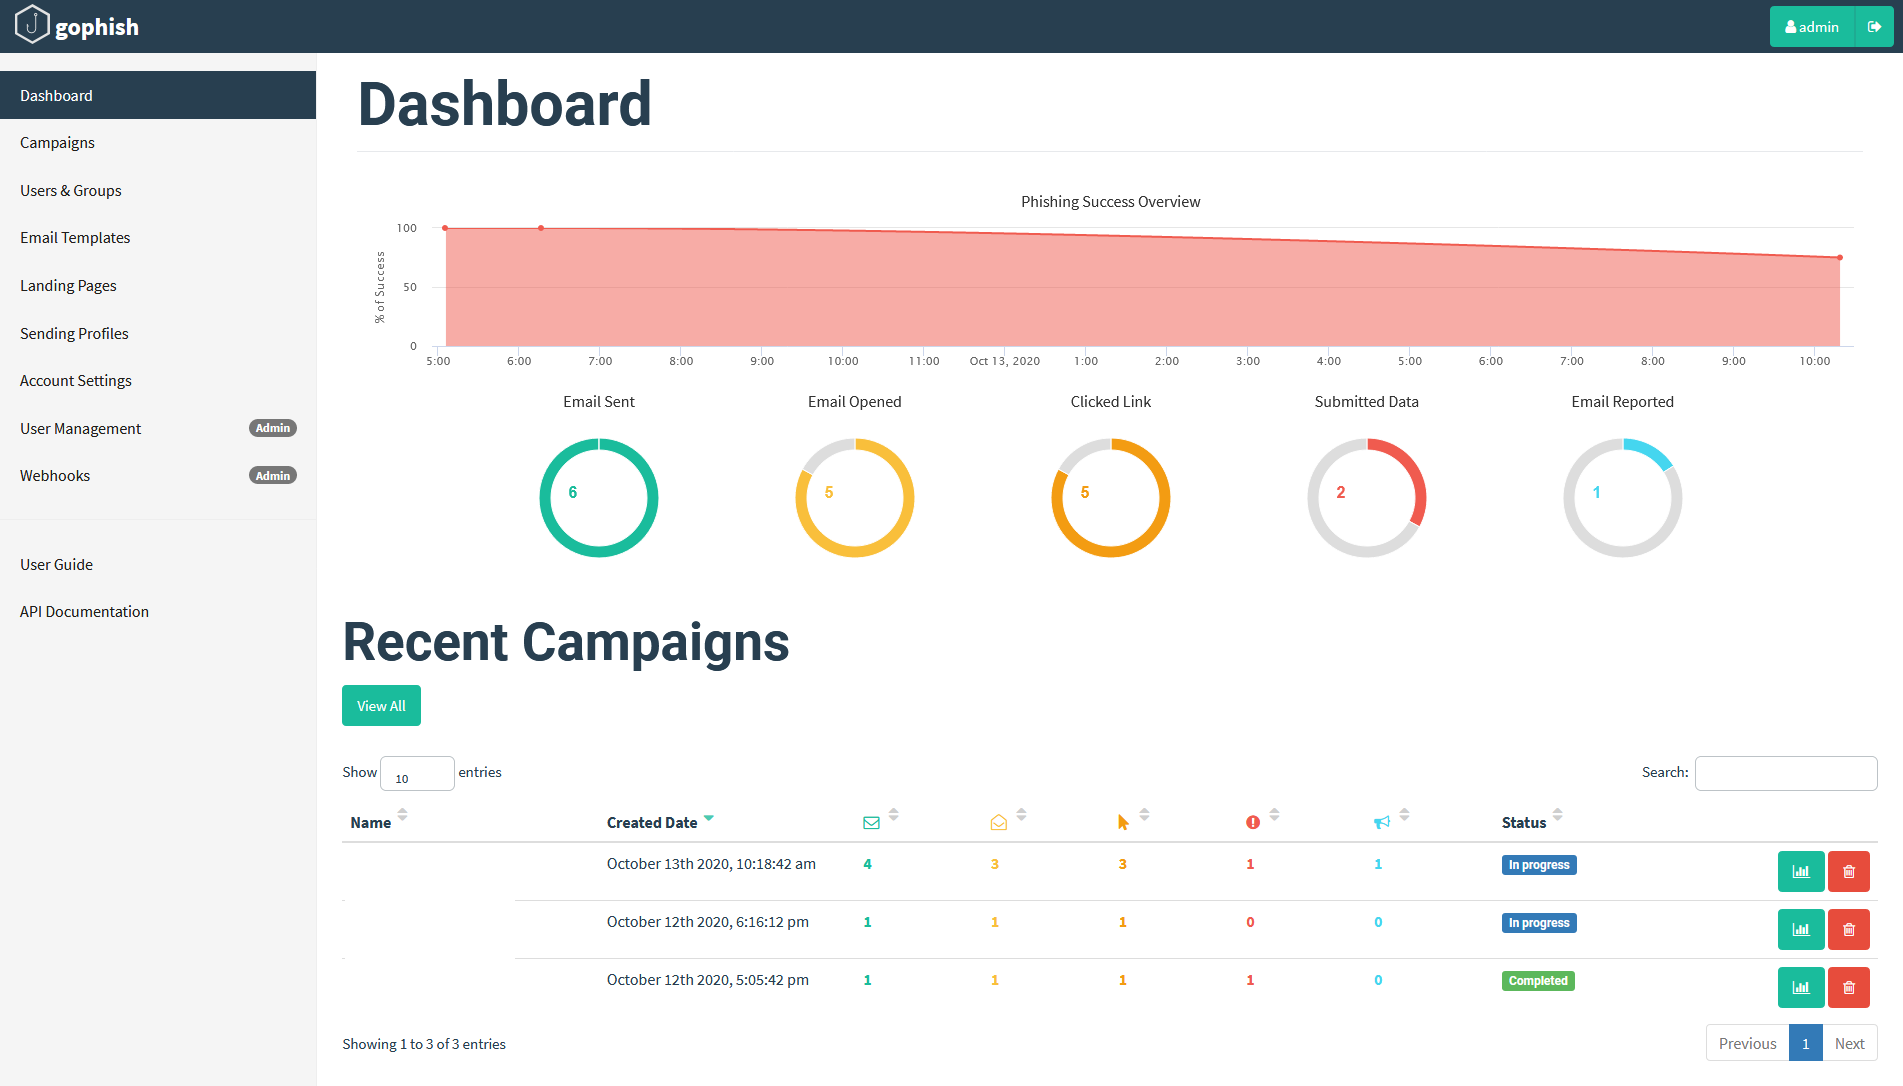 gophish
admin
Dashboard
Campaigns
Users & Groups
Email Templates
Landing Pages
Sending Profiles
Account Settings
User Management Admin
Webhooks Admin
User Guide
API Documentation
Dashboard
Phishing Success Overview
% of Success
100
50
0
5:00 6:00 7:00 8:00 9:00 10:00 11:00 Oct 13, 2020 1:00 2:00 3:00 4:00 5:00 6:00 7:00 8:00 9:00 10:00
Email Sent Email Opened Clicked Link Submitted Data Email Reported
6 5 5 2 1
Recent Campaigns
View All
Show 10 entries Search:
Name Created Date Status
October 13th 2020, 10:18:42 am 4 3 3 1 1 In progress
October 12th 2020, 6:16:12 pm 1 1 1 0 0 In progress
October 12th 2020, 5:05:42 pm 1 1 1 1 0 Completed
Showing 1 to 3 of 3 entries Previous 1 Next